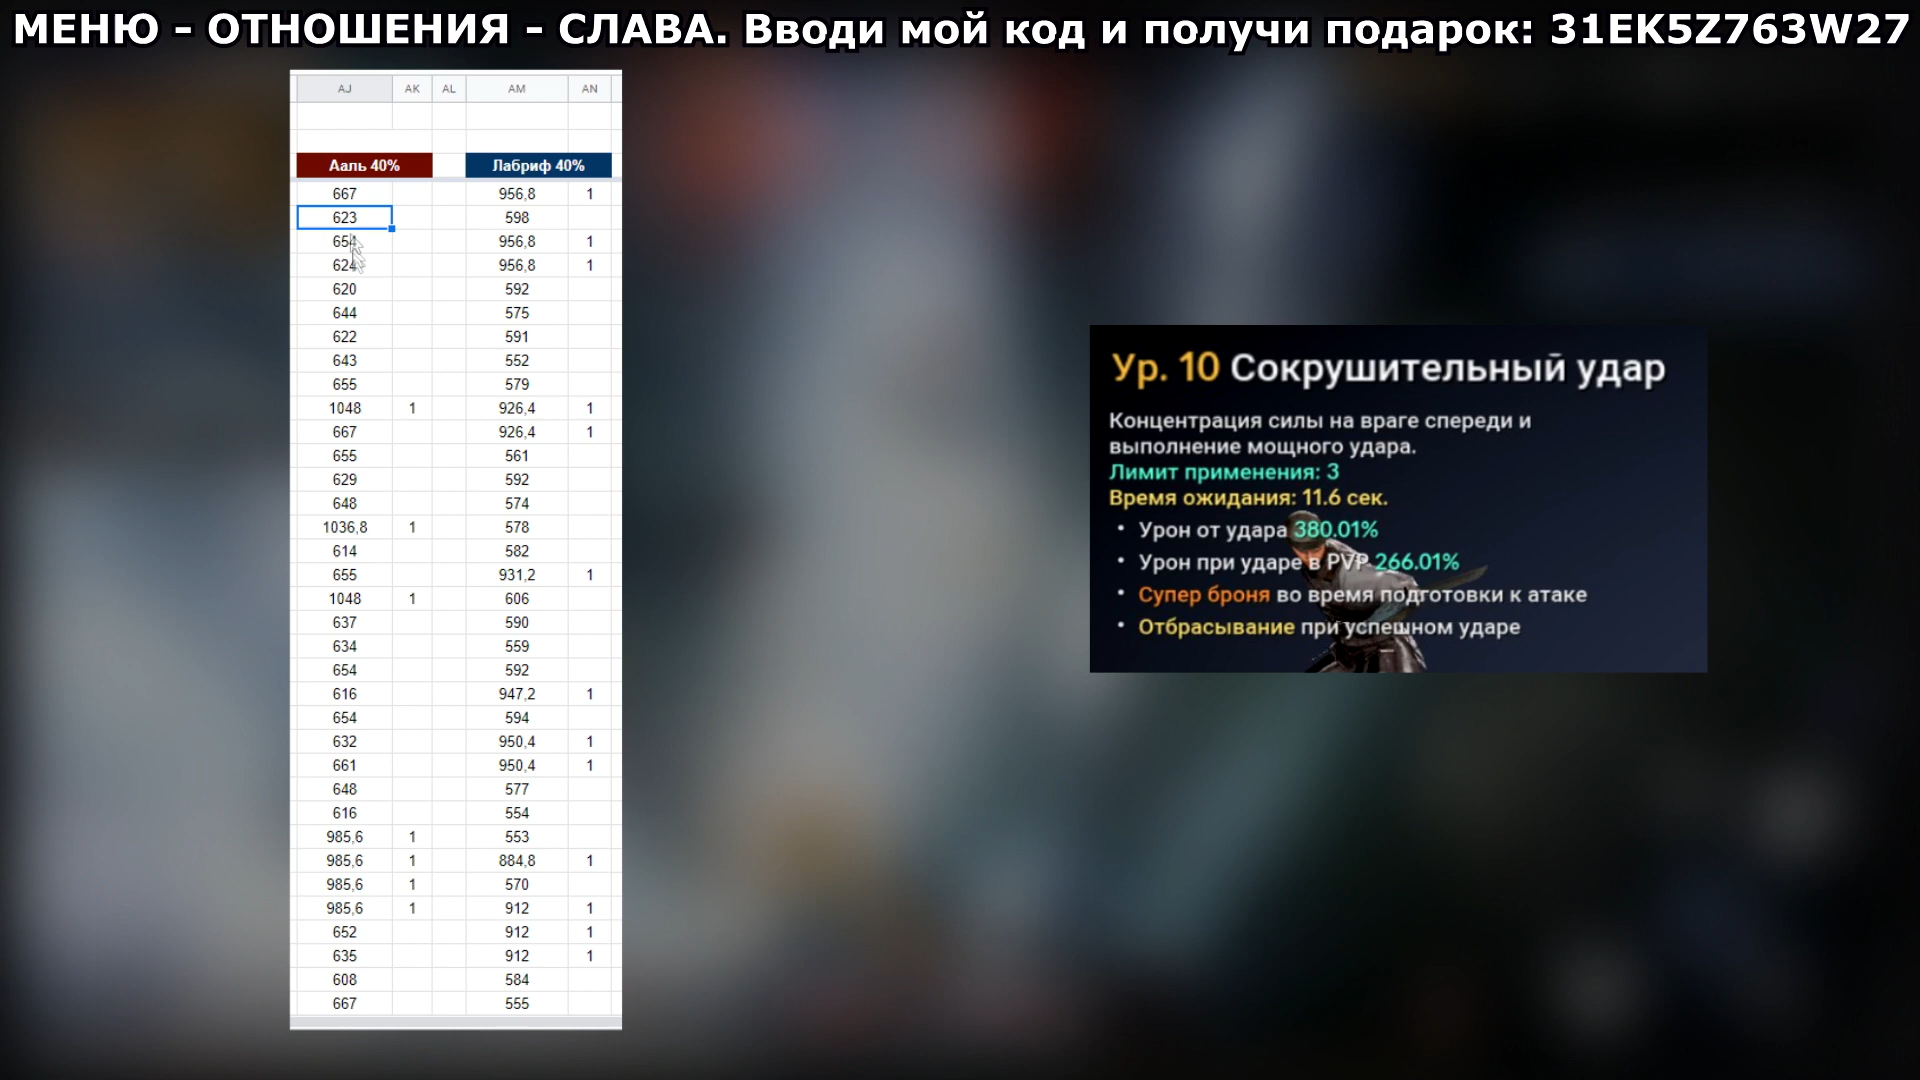 МЕНЮ - ОТНОШЕНИЯ - СЛАВА. Вводи мой код и получи подарок: 31EK5Z763W27
AJ AK AL AM AN
Ааль 40% Лабриф 40%
667 956,8 1
623 598
654 956,8 1
624 956,8 1
620 592
644 575
622 591
643 552
655 579
1048 1 926,4 1
667 926,4 1
655 561
629 592
648 574
1036,8 1 578
614 582
655 931,2 1
1048 1 606
637 590
634 559
654 592
616 947,2 1
654 594
632 950,4 1
661 950,4 1
648 577
616 554
985,6 1 553
985,6 1 884,8 1
985,6 1 570
985,6 1 912 1
652 912 1
635 912 1
608 584
667 555
Ур. 10 Сокрушительный удар
Концентрация силы на враге спереди и
выполнение мощного удара.
Лимит применения: 3
Время ожидания: 11.6 сек.
• Урон от удара 380.01%
• Урон при ударе в PVP 266.01%
• Супер броня во время подготовки к атаке
• Отбрасывание при успешном ударе